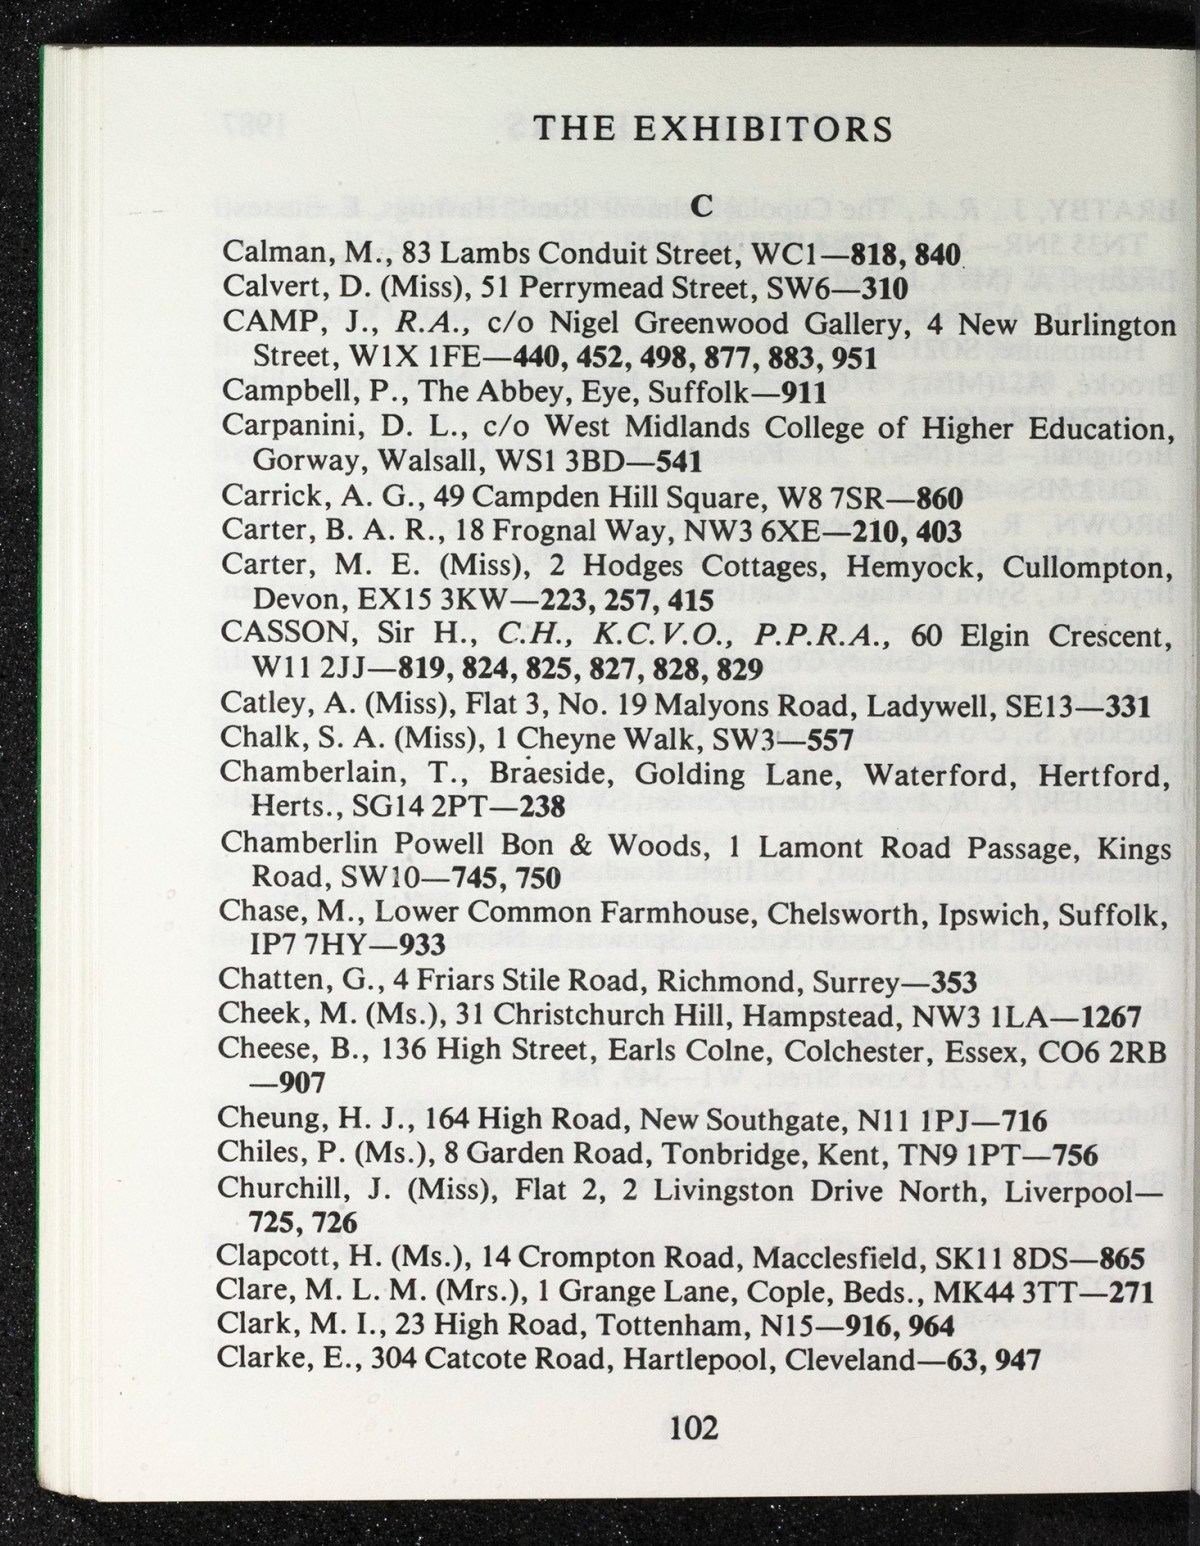 THE EXHIBITORS
C
Calman, M., 83 Lambs Conduit Street, WC1—818, 840
Calvert, D. (Miss), 51 Perrymead Street, SW6—310
CAMP, J., R.A., c/o Nigel Greenwood Gallery, 4 New Burlington
Street, W1X 1FE—440, 452, 498, 877, 883, 951
Campbell, P., The Abbey, Eye, Suffolk—911
Carpanini, D. L., c/o West Midlands College of Higher Education,
Gorway, Walsall, WS1 3BD—541
Carrick, A. G., 49 Campden Hill Square, W8 7SR—860
Carter, B. A. R., 18 Frognal Way, NW3 6XE—210, 403
Carter, M. E. (Miss), 2 Hodges Cottages, Hemyock, Cullompton,
Devon, EX15 3KW—223, 257, 415
CASSON, Sir H., C.H., K.C.V.O., P.P.R.A., 60 Elgin Crescent,
W11 2JJ—819, 824, 825, 827, 828, 829
Catley, A. (Miss), Flat 3, No. 19 Malyons Road, Ladywell, SE13—331
Chalk, S. A. (Miss), 1 Cheyne Walk, SW3—557
Chamberlain, T., Braeside, Golding Lane, Waterford, Hertford,
Herts., SG14 2PT—238
Chamberlin Powell Bon & Woods, 1 Lamont Road Passage, Kings
Road, SW10—745, 750
Chase, M., Lower Common Farmhouse, Chelsworth, Ipswich, Suffolk,
IP7 7HY—933
Chatten, G., 4 Friars Stile Road, Richmond, Surrey—353
Cheek, M. (Ms.), 31 Christchurch Hill, Hampstead, NW3 1LA—1267
Cheese, B., 136 High Street, Earls Colne, Colchester, Essex, CO6 2RB
—907
Cheung, H. J., 164 High Road, New Southgate, N11 1PJ—716
Chiles, P. (Ms.), 8 Garden Road, Tonbridge, Kent, TN9 1PT—756
Churchill, J. (Miss), Flat 2, 2 Livingston Drive North, Liverpool—
725, 726
Clapcott, H. (Ms.), 14 Crompton Road, Macclesfield, SK11 8DS—865
Clare, M. L. M. (Mrs.), 1 Grange Lane, Cople, Beds., MK44 3TT—271
Clark, M. I., 23 High Road, Tottenham, N15—916, 964
Clarke, E., 304 Catcote Road, Hartlepool, Cleveland—63, 947
102